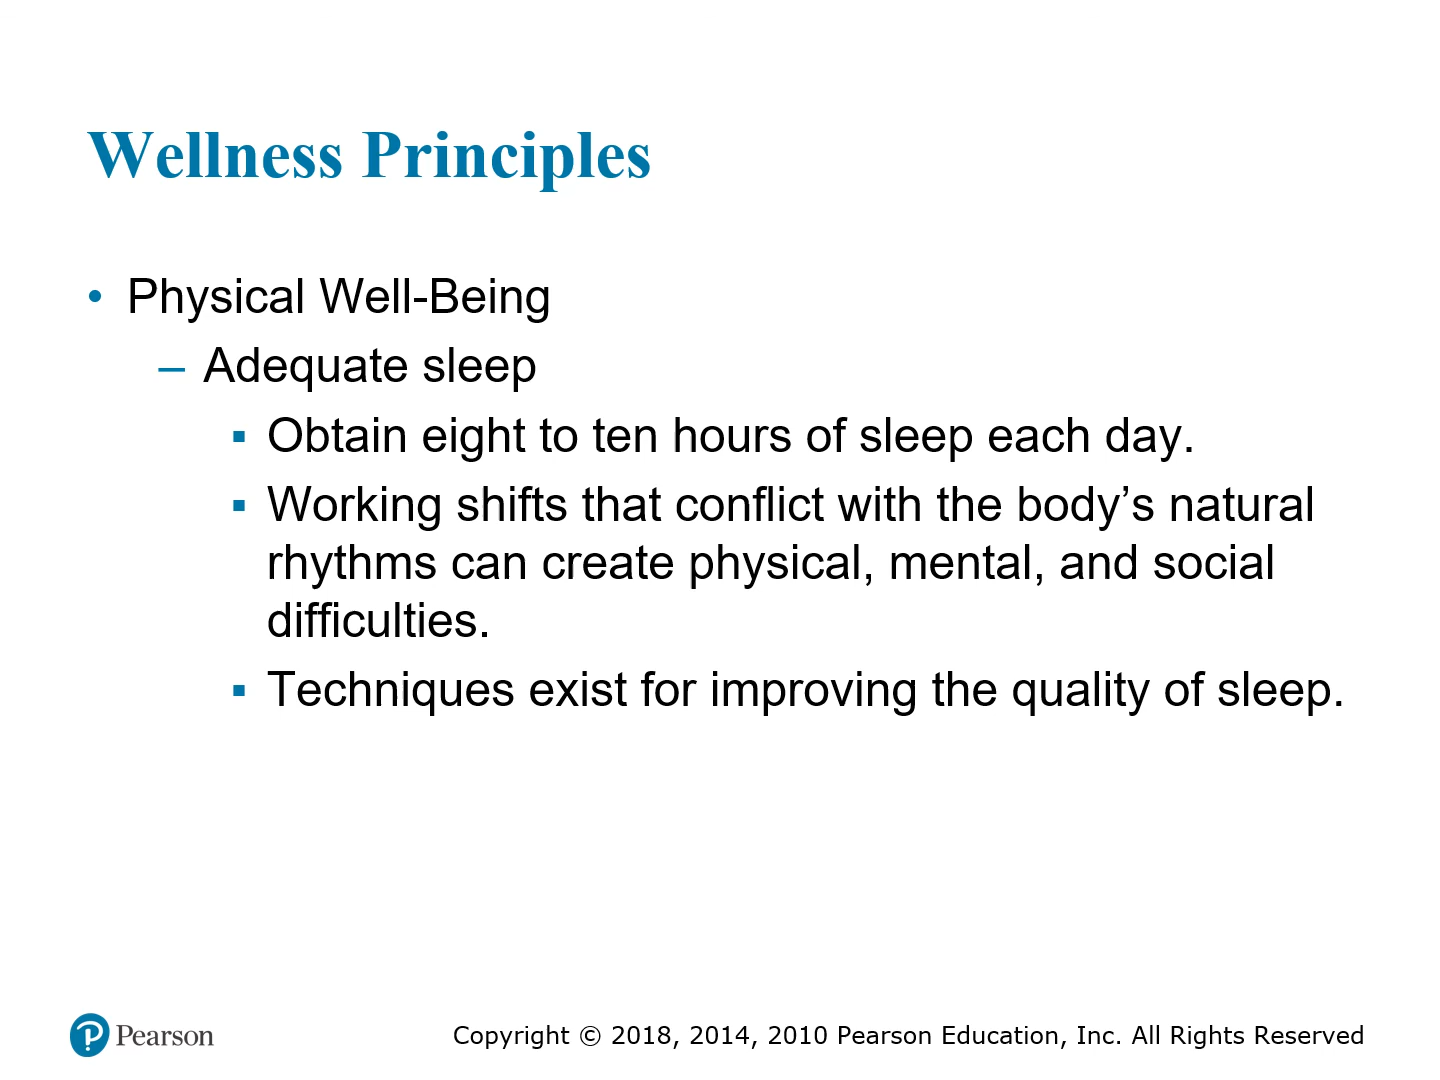 Wellness Principles
• Physical Well-Being
– Adequate sleep
▪ Obtain eight to ten hours of sleep each day.
▪ Working shifts that conflict with the body’s natural
rhythms can create physical, mental, and social
difficulties.
▪ Techniques exist for improving the quality of sleep.
Pearson
Copyright © 2018, 2014, 2010 Pearson Education, Inc. All Rights Reserved